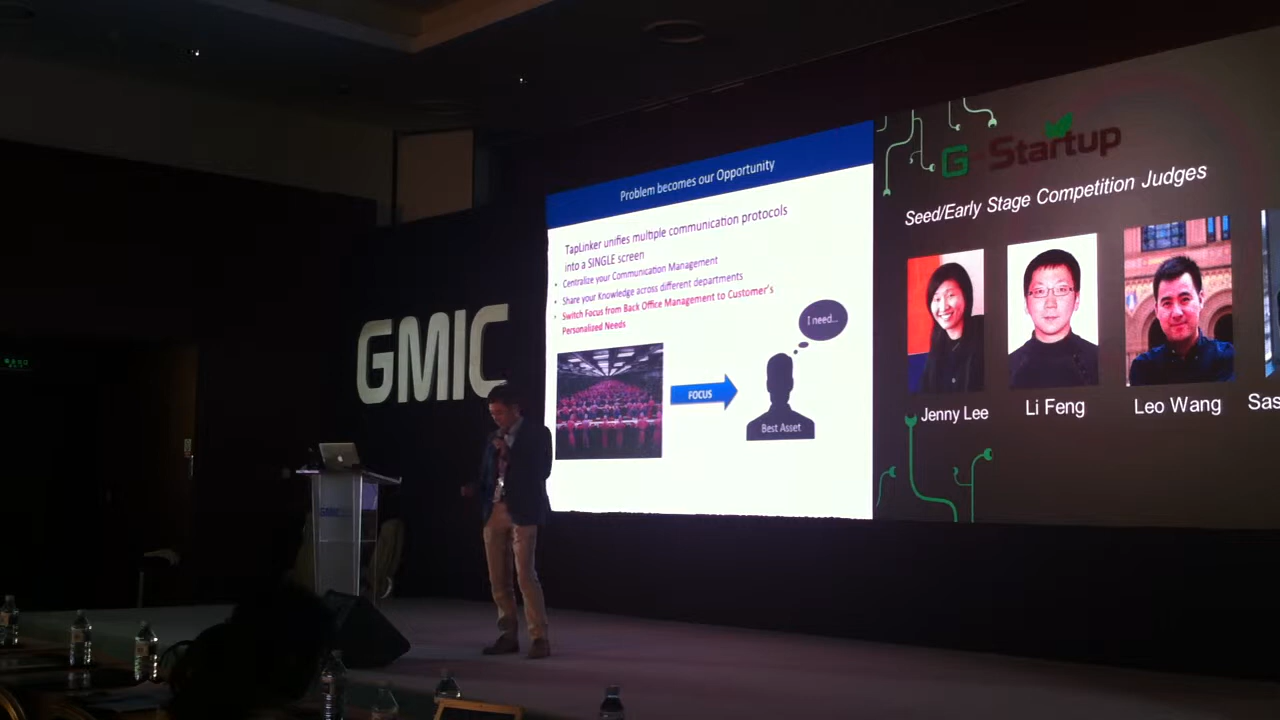 GMIC
Problem becomes our Opportunity
TapLinker unifies multiple communication protocols
into a SINGLE screen
• Centralize your Communication Management
• Share your Knowledge across different departments
• Switch Focus from Back Office Management to Customer's
Personalized Needs
I need...
FOCUS
Best Asset
G Startup
Seed/Early Stage Competition Judges
Jenny Lee
Li Feng
Leo Wang
Sas